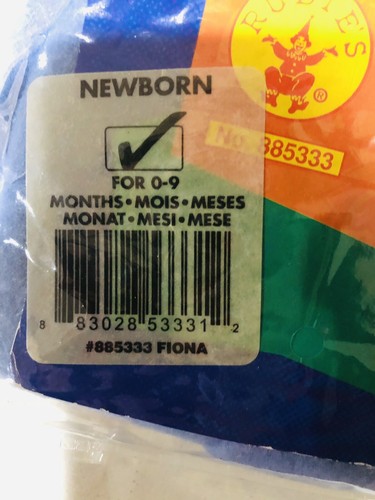 RUBIE'S
®
No. 885333
NEWBORN
FOR 0-9
MONTHS • MOIS • MESES
MONAT • MESI • MESE
8 83028 53331 2
#885333 FIONA